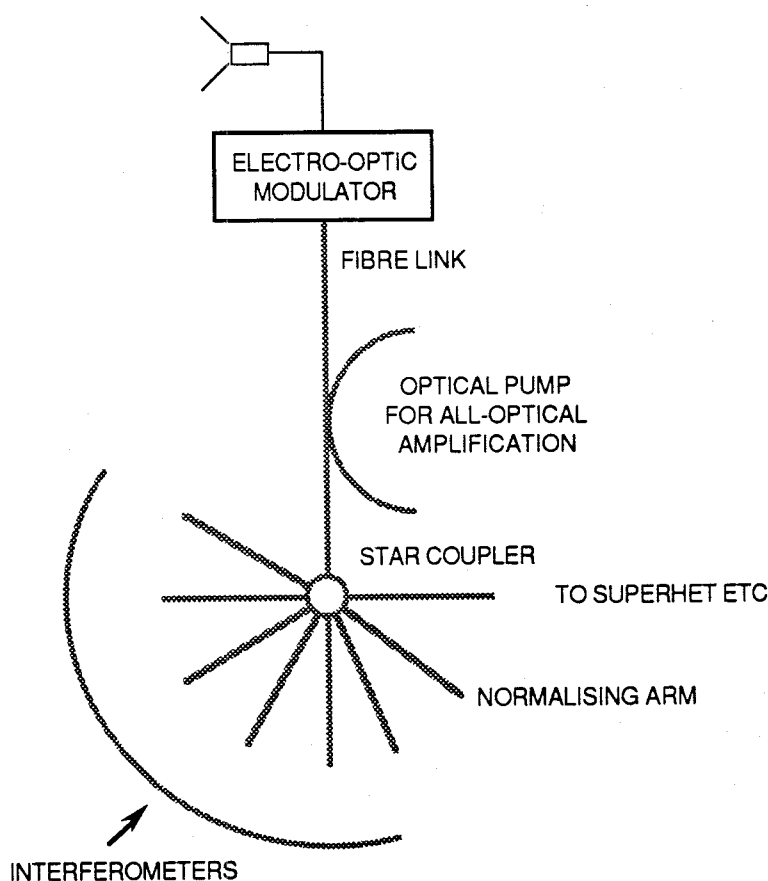 ELECTRO-OPTIC
MODULATOR
FIBRE LINK
OPTICAL PUMP
FOR ALL-OPTICAL
AMPLIFICATION
STAR COUPLER
TO SUPERHET ETC
NORMALISING ARM
INTERFEROMETERS